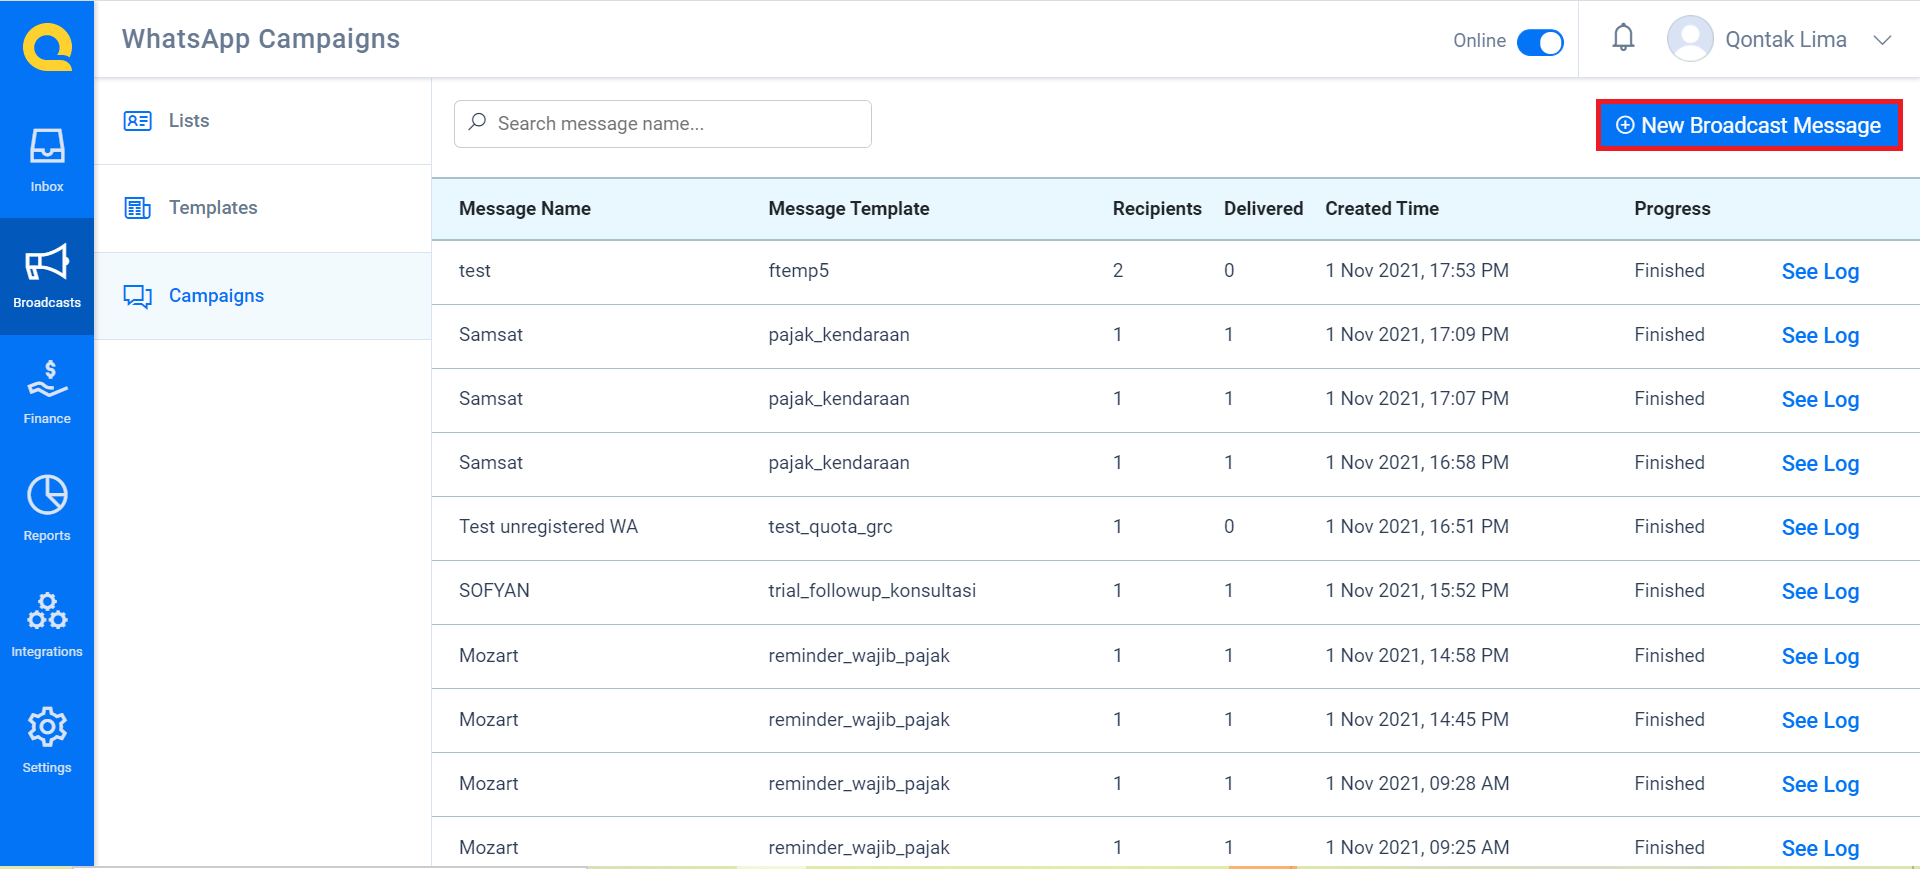 WhatsApp Campaigns
Online
Qontak Lima
Inbox
Broadcasts
Finance
Reports
Integrations
Settings
Lists
Templates
Campaigns
Search message name...
New Broadcast Message
Message Name Message Template Recipients Delivered Created Time Progress
test ftemp5 2 0 1 Nov 2021, 17:53 PM Finished See Log
Samsat pajak_kendaraan 1 1 1 Nov 2021, 17:09 PM Finished See Log
Samsat pajak_kendaraan 1 1 1 Nov 2021, 17:07 PM Finished See Log
Samsat pajak_kendaraan 1 1 1 Nov 2021, 16:58 PM Finished See Log
Test unregistered WA test_quota_grc 1 0 1 Nov 2021, 16:51 PM Finished See Log
SOFYAN trial_followup_konsultasi 1 1 1 Nov 2021, 15:52 PM Finished See Log
Mozart reminder_wajib_pajak 1 1 1 Nov 2021, 14:58 PM Finished See Log
Mozart reminder_wajib_pajak 1 1 1 Nov 2021, 14:45 PM Finished See Log
Mozart reminder_wajib_pajak 1 1 1 Nov 2021, 09:28 AM Finished See Log
Mozart reminder_wajib_pajak 1 1 1 Nov 2021, 09:25 AM Finished See Log